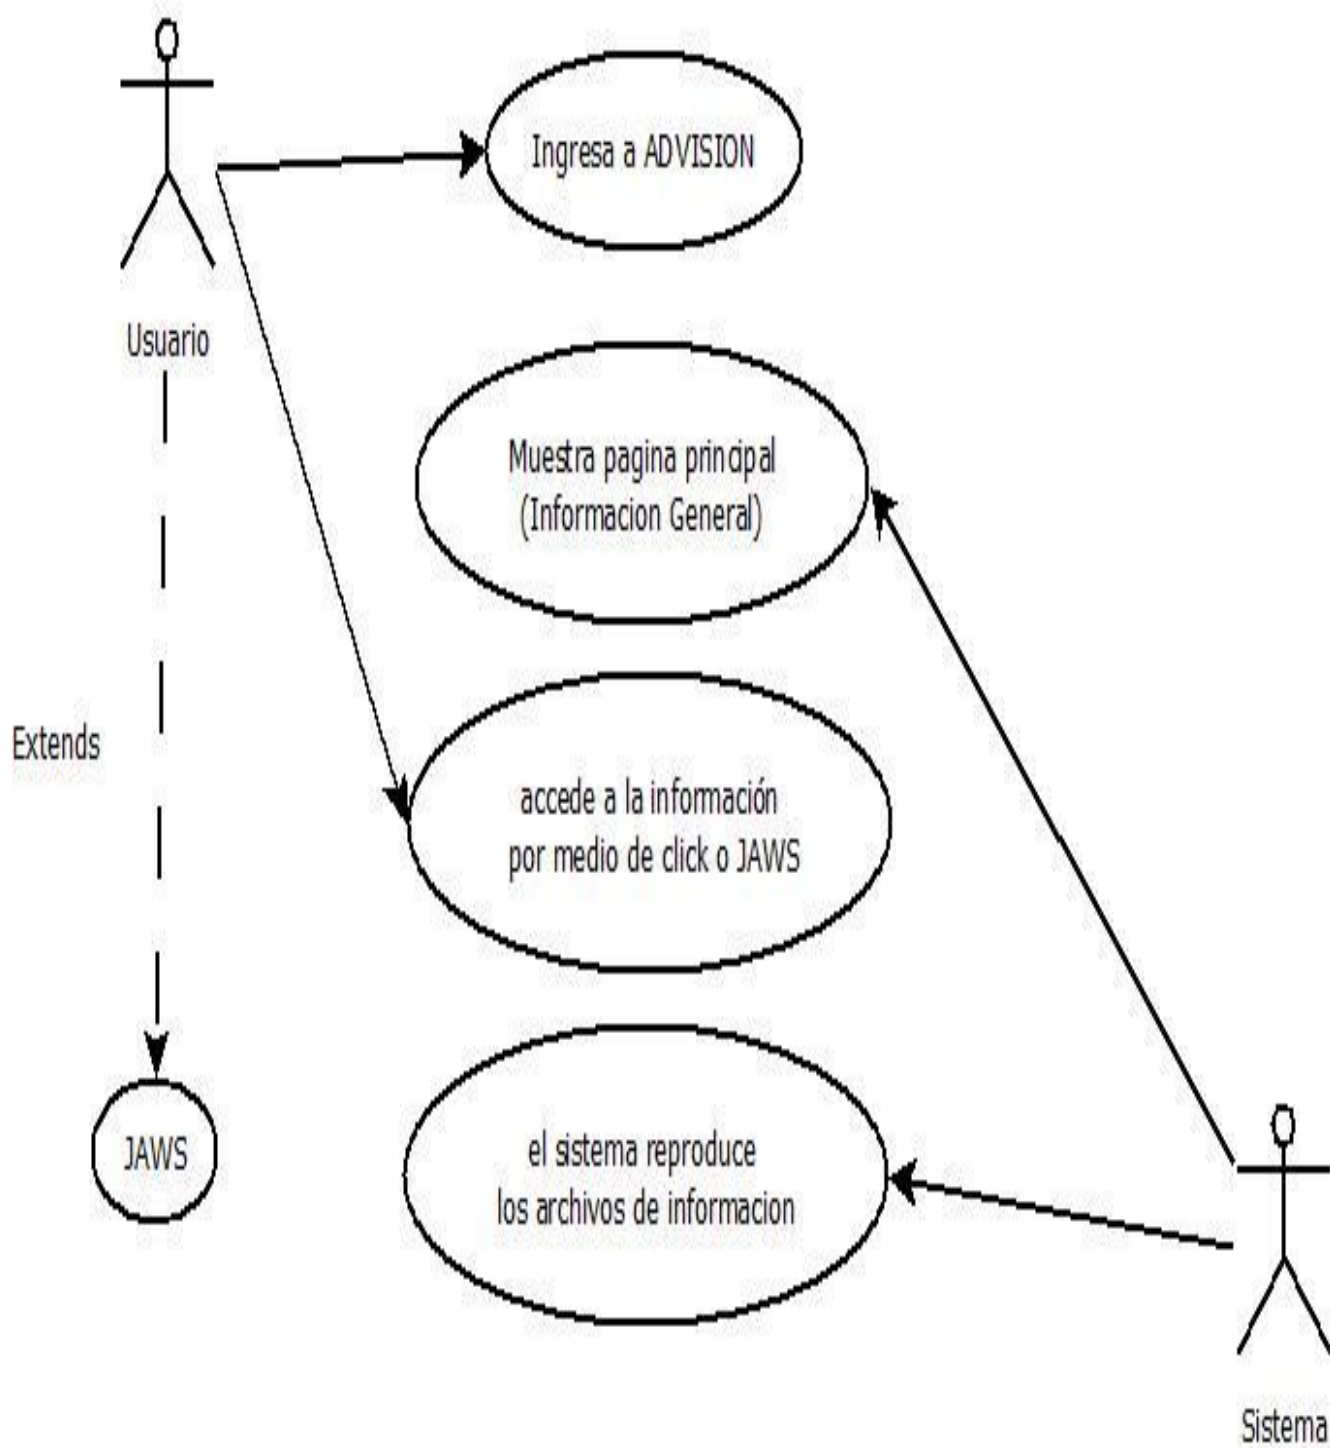 Ingresa a ADVISION
Usuario
Muestra pagina principal
(Informacion General)
Extends
accede a la información
por medio de click o JAWS
JAWS
el sistema reproduce
los archivos de informacion
Sistema